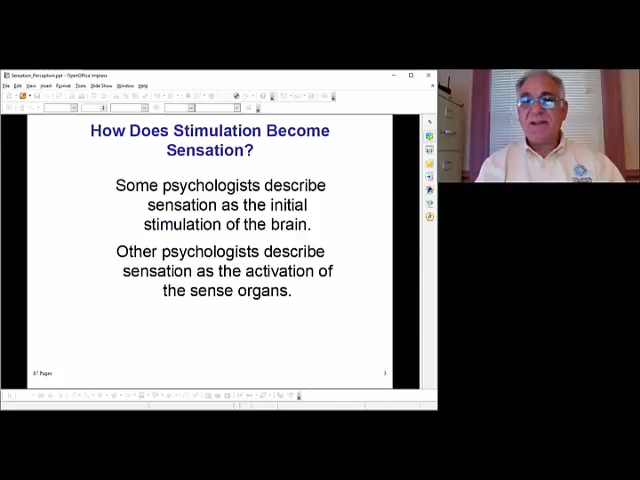 Sensation_Perception.ppt - OpenOffice Impress
File Edit View Insert Format Tools Slide Show Window Help
How Does Stimulation Become
Sensation?
Some psychologists describe
sensation as the initial
stimulation of the brain.
Other psychologists describe
sensation as the activation of
the sense organs.
67 Pages
3